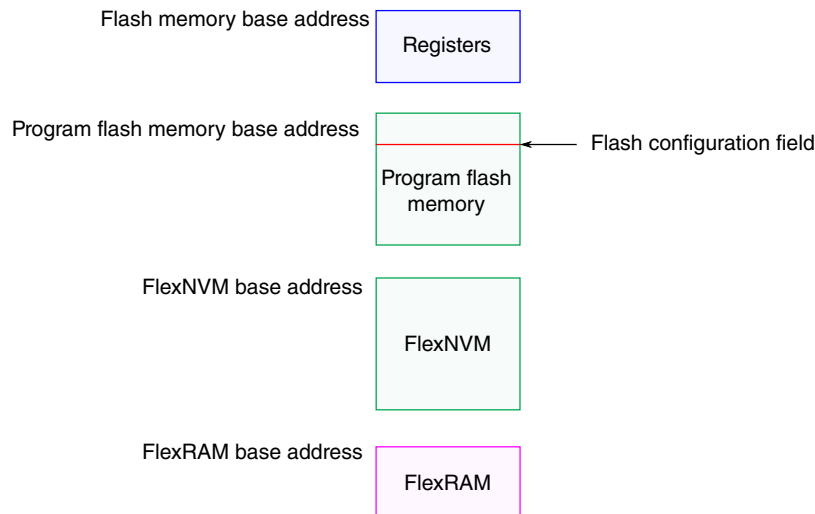 Flash memory base address
Registers
Program flash memory base address
Flash configuration field
Program flash
memory
FlexNVM base address
FlexNVM
FlexRAM base address
FlexRAM